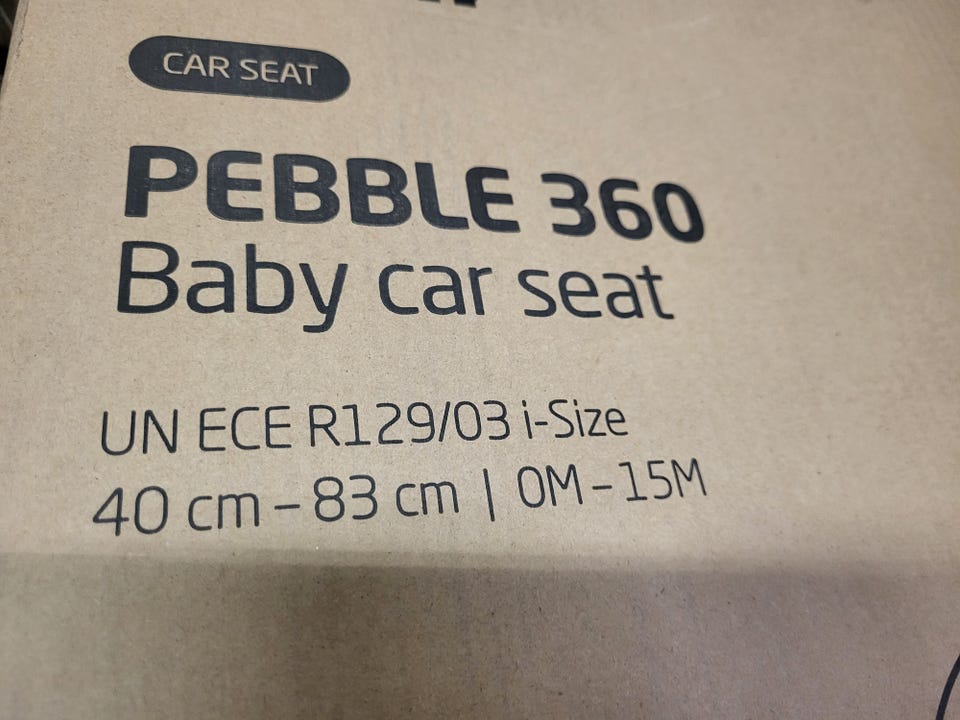 CAR SEAT
PEBBLE 360
Baby car seat
UN ECE R129/03 i-Size
40 cm – 83 cm | 0M – 15M